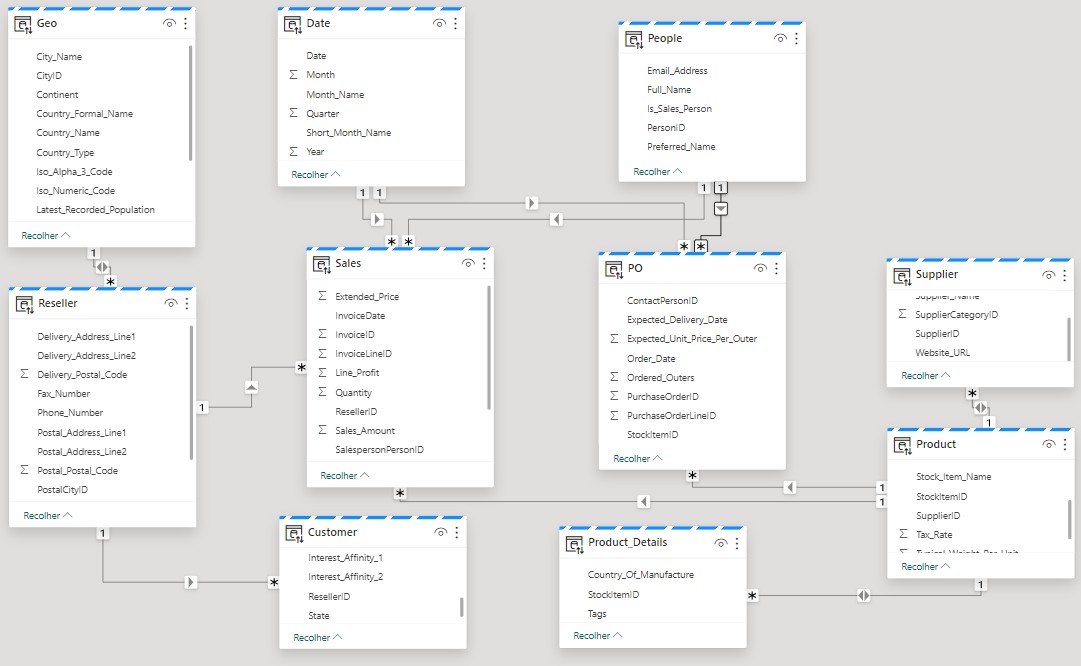 Geo
City_Name
CityID
Continent
Country_Formal_Name
Country_Name
Country_Type
Iso_Alpha_3_Code
Iso_Numeric_Code
Latest_Recorded_Population
Recolher
Date
Date
Σ Month
Month_Name
Σ Quarter
Short_Month_Name
Σ Year
Recolher
People
Email_Address
Full_Name
Is_Sales_Person
PersonID
Preferred_Name
Recolher
1 1
1 1
1
*
* *
* *
Reseller
Delivery_Address_Line1
Delivery_Address_Line2
Σ Delivery_Postal_Code
Fax_Number
Phone_Number
Postal_Address_Line1
Postal_Address_Line2
Σ Postal_Postal_Code
PostalCityID
Recolher
1
*
Sales
Σ Extended_Price
InvoiceDate
Σ InvoiceID
Σ InvoiceLineID
Σ Line_Profit
Σ Quantity
ResellerID
Σ Sales_Amount
SalespersonPersonID
Recolher
PO
ContactPersonID
Expected_Delivery_Date
Σ Expected_Unit_Price_Per_Outer
Order_Date
Σ Ordered_Outers
Σ PurchaseOrderID
Σ PurchaseOrderLineID
StockItemID
Recolher
Supplier
Supplier_Name
Σ SupplierCategoryID
SupplierID
Website_URL
Recolher
*
1
Product
Stock_Item_Name
StockItemID
SupplierID
Σ Tax_Rate
Σ Typical_Weight_Per_Unit
Recolher
*
1
*
1
1
*
Customer
Interest_Affinity_1
Interest_Affinity_2
ResellerID
State
Recolher
Product_Details
Country_Of_Manufacture
StockItemID
Tags
Recolher
*
1